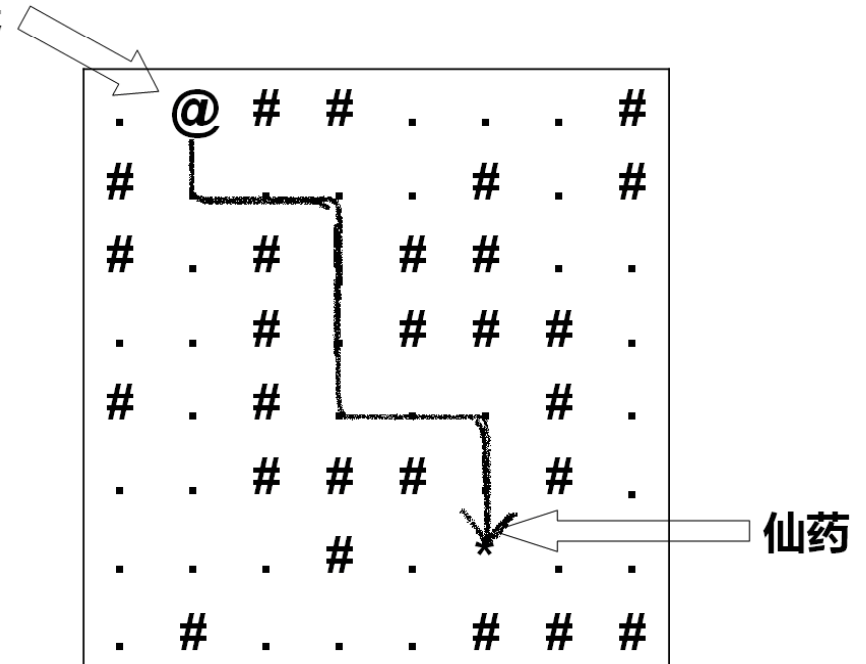 . @ # # . . . #
# . . . . # . #
# . # . # # . .
. . # . # # # .
# . # . . . # .
. . # # # . # .
. . . # . * . .
. # . . . # # #
仙药